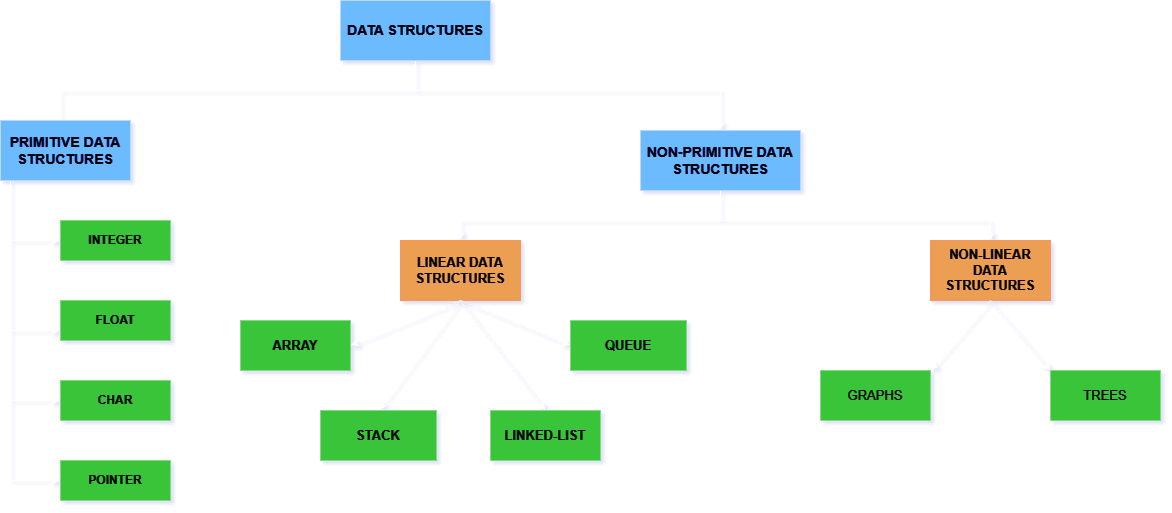 DATA STRUCTURES
PRIMITIVE DATA
STRUCTURES
NON-PRIMITIVE DATA
STRUCTURES
INTEGER
FLOAT
CHAR
POINTER
LINEAR DATA
STRUCTURES
NON-LINEAR
DATA
STRUCTURES
ARRAY
QUEUE
STACK
LINKED-LIST
GRAPHS
TREES